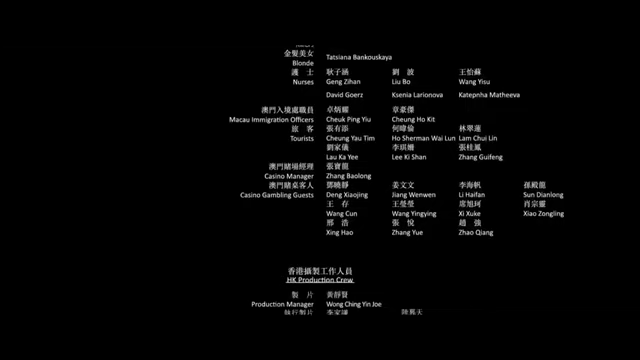 金髮美女
Blonde Tatsiana Bankouskaya
護 士 耿子涵 劉 波 王怡蘇
Nurses Geng Zihan Liu Bo Wang Yisu
David Goerz Ksenia Larionova Katepnha Matheeva
澳門入境處職員 卓炳耀 章豪傑
Macau Immigration Officers Cheuk Ping Yiu Cheung Ho Kit
旅 客 張有添 何暐倫 林翠蓮
Tourists Cheung Yau Tim Ho Sherman Wai Lun Lam Chui Lin
劉家儀 李琪姍 張桂鳳
Lau Ka Yee Lee Ki Shan Zhang Guifeng
澳門賭場經理 張寶龍
Casino Manager Zhang Baolong
澳門賭桌客人 鄧曉靜 姜文文 李海帆 孫殿龍
Casino Gambling Guests Deng Xiaojing Jiang Wenwen Li Haifan Sun Dianlong
王 存 王瑩瑩 席旭珂 肖宗靈
Wang Cun Wang Yingying Xi Xuke Xiao Zongling
邢 浩 張 悅 趙 強
Xing Hao Zhang Yue Zhao Qiang
香港攝製工作人員
HK Production Crew
製 片 黃靜賢
Production Manager Wong Ching Yin Joe
執行製片 李家謙